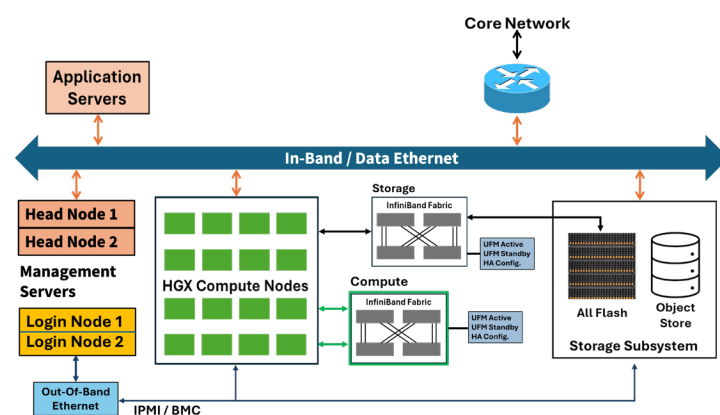 Core Network
Application
Servers
In-Band / Data Ethernet
Head Node 1
Head Node 2
Management
Servers
Login Node 1
Login Node 2
Out-Of-Band
Ethernet
IPMI / BMC
HGX Compute Nodes
Storage
InfiniBand Fabric
UFM Active
UFM Standby
HA Config.
Compute
InfiniBand Fabric
UFM Active
UFM Standby
HA Config.
All Flash
Object
Store
Storage Subsystem